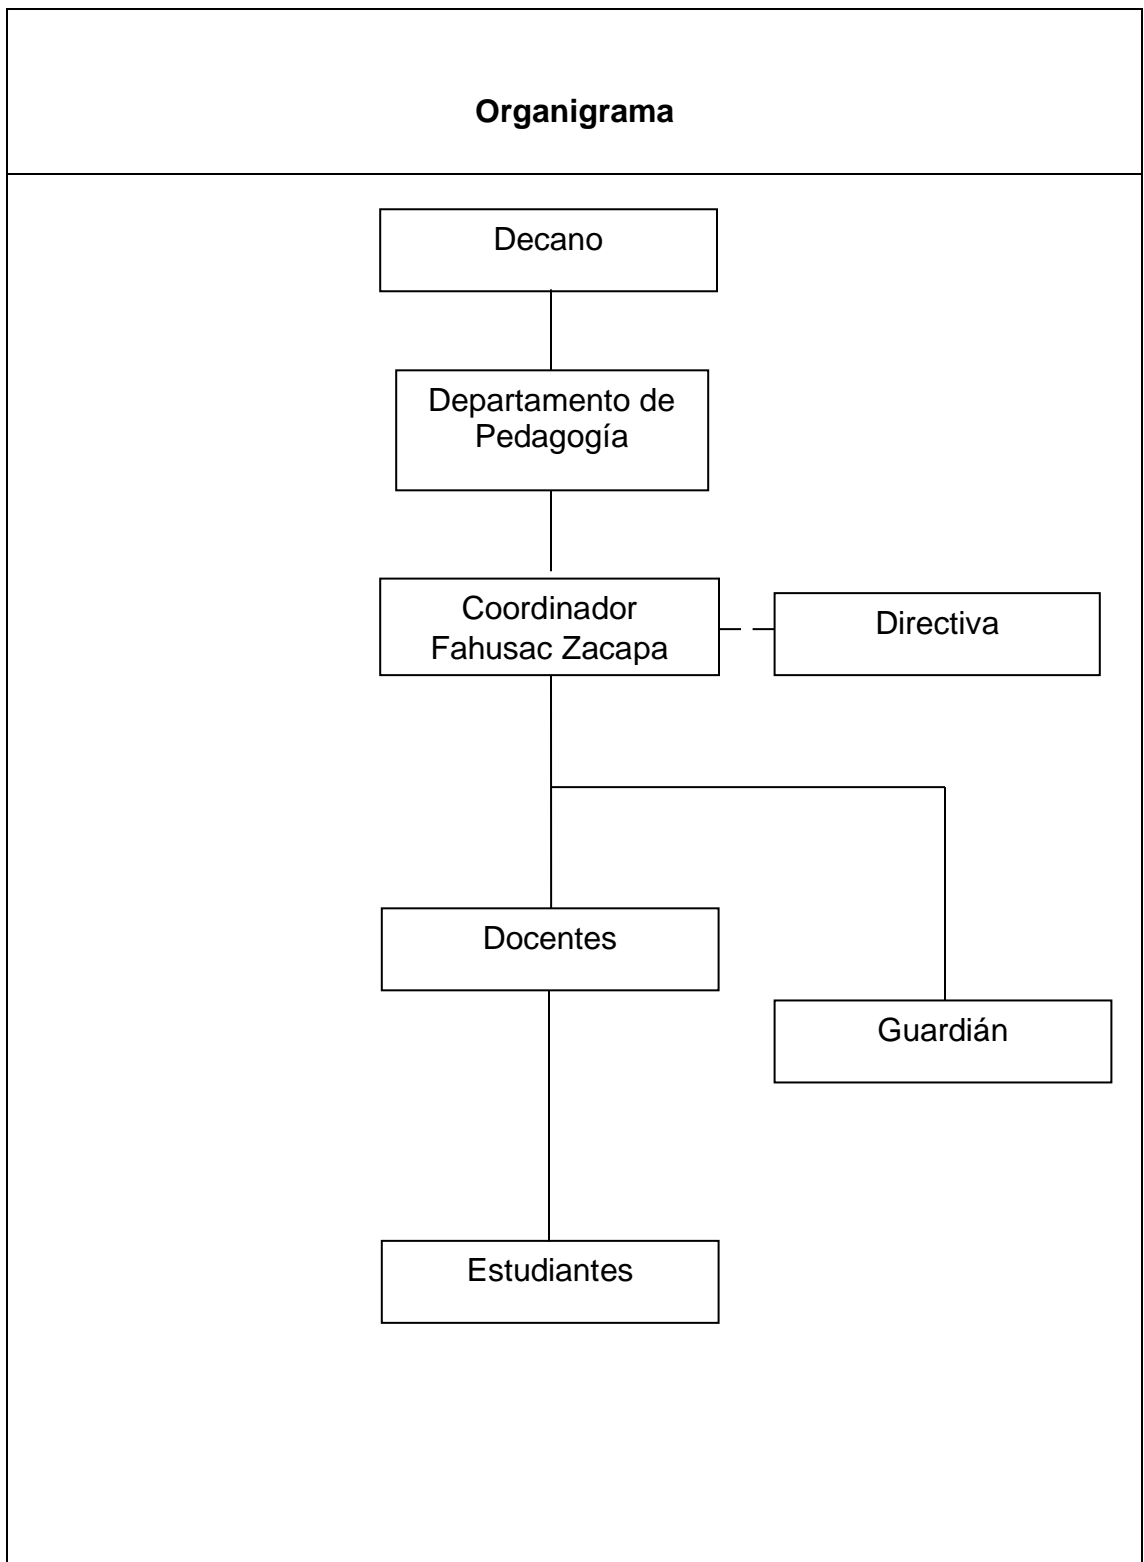 Organigrama
Decano
Departamento de
Pedagogía
Coordinador
Fahusac Zacapa
Directiva
Docentes
Guardián
Estudiantes